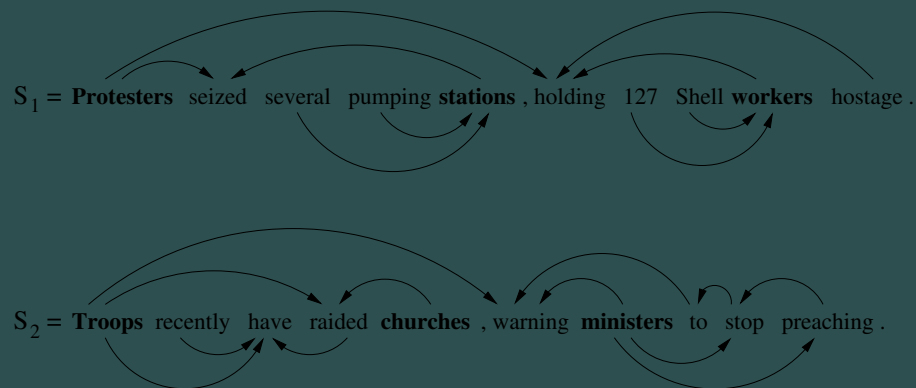 S₁ = Protesters seized several pumping stations , holding 127 Shell workers hostage .
S₂ = Troops recently have raided churches , warning ministers to stop preaching .